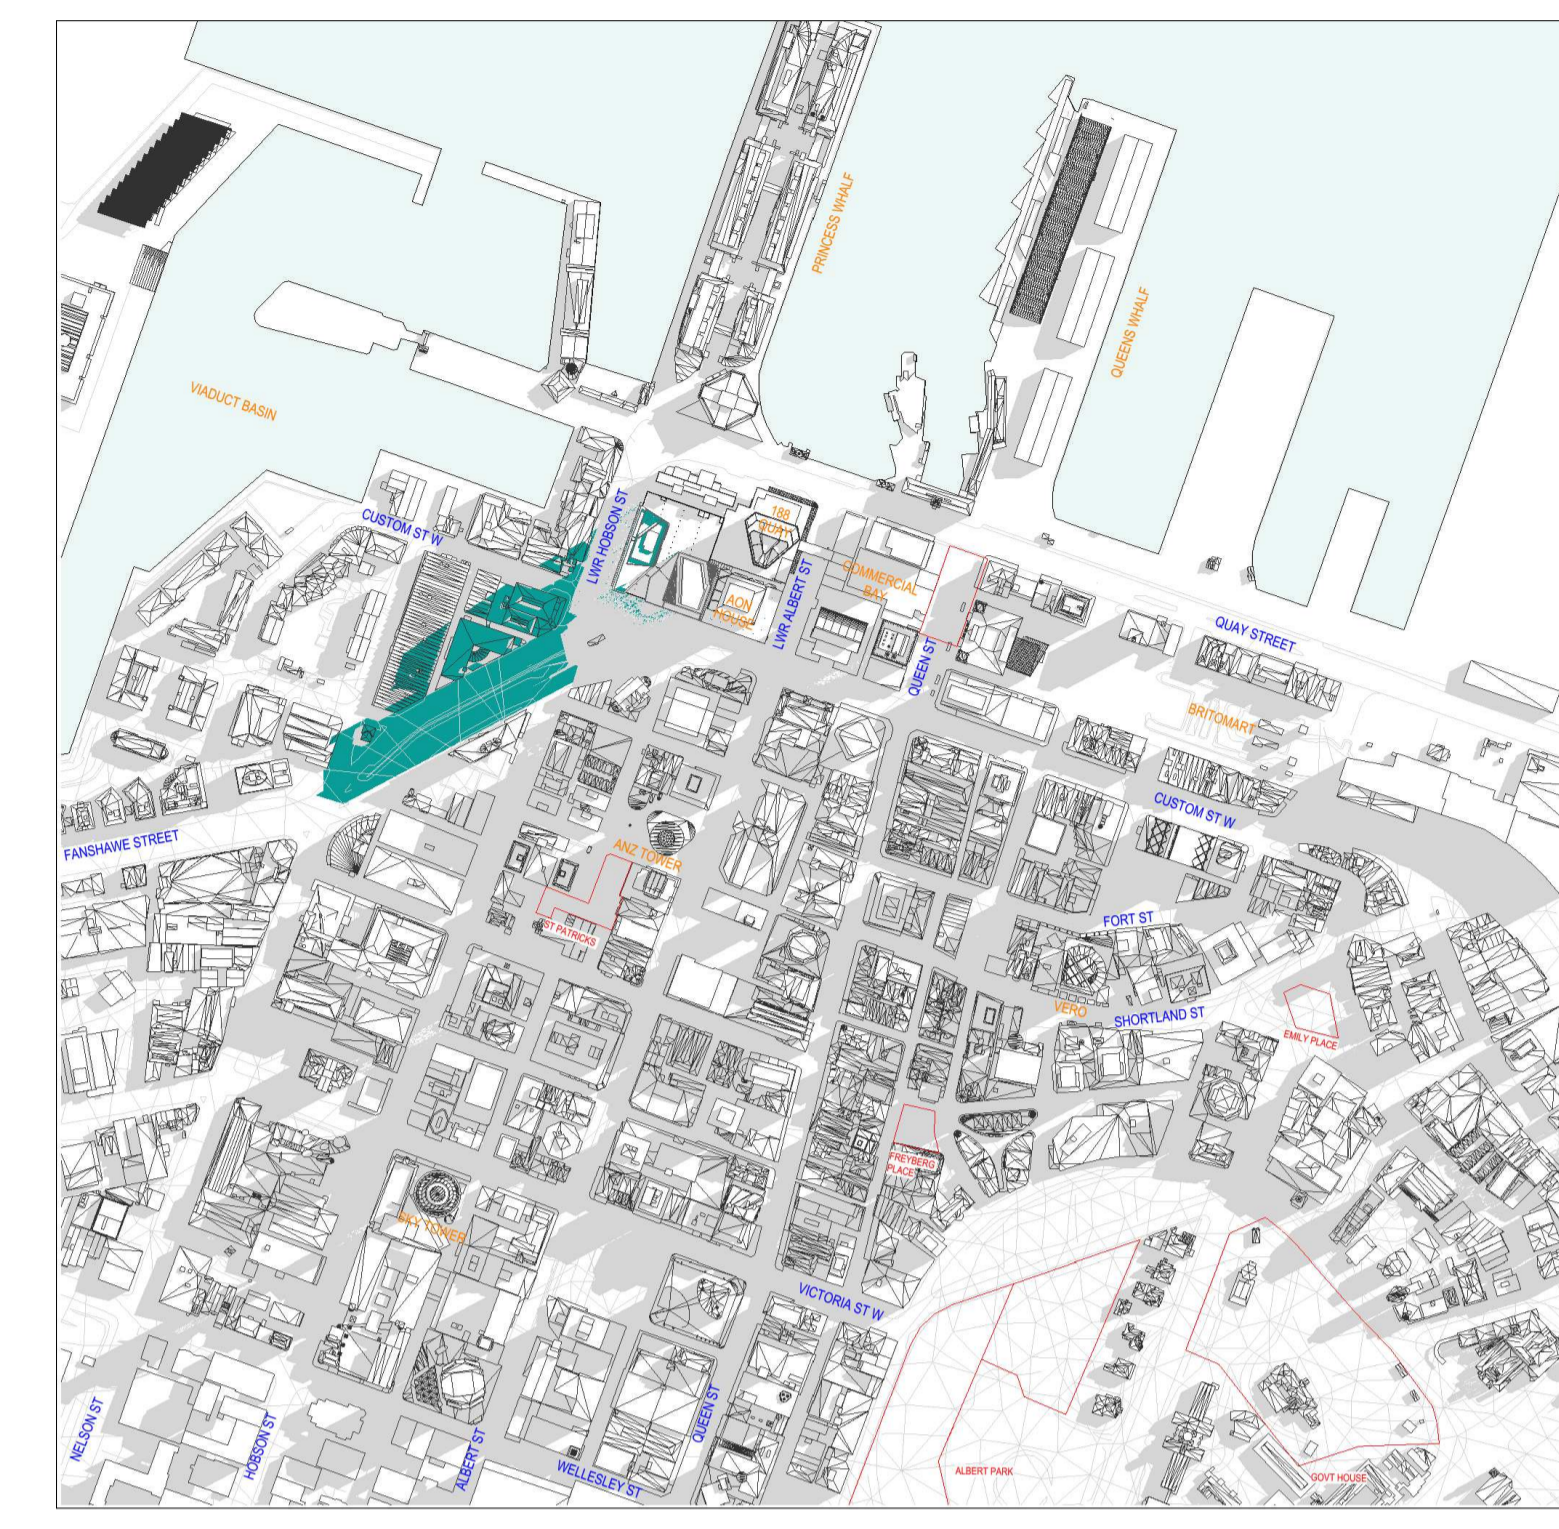 PRINCESS WHALF
QUEENS WHALF
VIADUCT BASIN
CUSTOM ST W
LWR HOBSON ST
188
QUAY
COMMERCIAL
BAY
AON
HOUSE
LWR ALBERT ST
QUEEN ST
QUAY STREET
BRITOMART
CUSTOM ST W
FANSHAWE STREET
ANZ TOWER
ST PATRICKS
FORT ST
VERO
SHORTLAND ST
EMILY PLACE
FREYBERG
PLACE
SKY TOWER
VICTORIA ST W
NELSON ST
HOBSON ST
ALBERT ST
WELLESLEY ST
QUEEN ST
ALBERT PARK
GOVT HOUSE